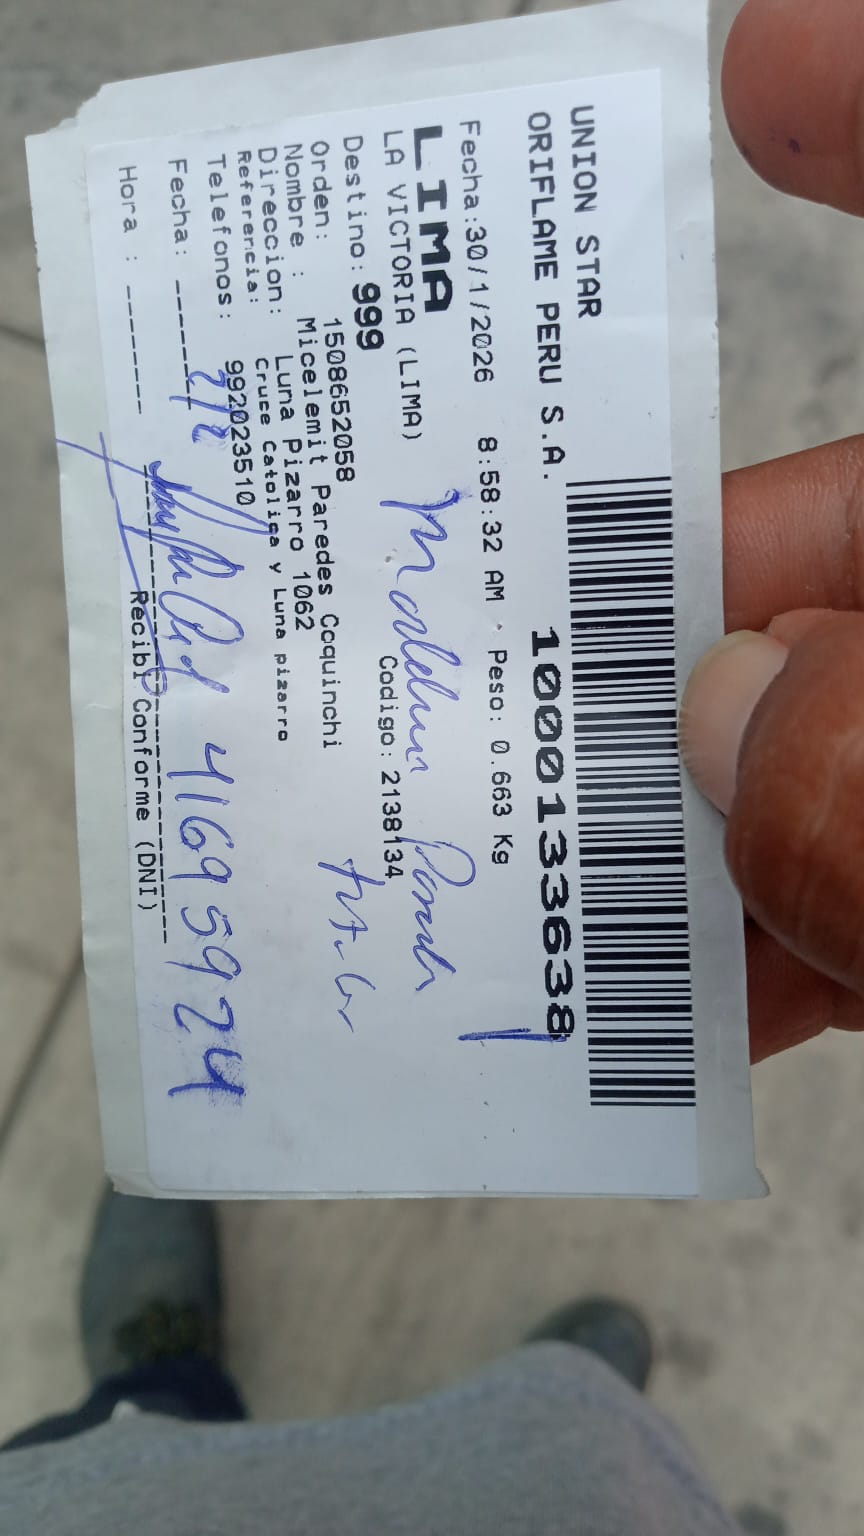 UNION STAR
ORIFLAME PERU S.A. 1000133638
Fecha:30/1/2026 8:58:32 AM . Peso: 0.663 Kg
LIMA
LA VICTORIA (LIMA)
Destino: 999 Codigo: 2138134
Orden: 1508652058
Nombre : Micelemit Paredes Coquinchi
Direccion: Luna Pizarro 1062
Referencia: Cruce Catolica y Luna pizarro
Telefonos: 992023510
Fecha: 2/2 41695924
Hora :
Recibi Conforme (DNI)